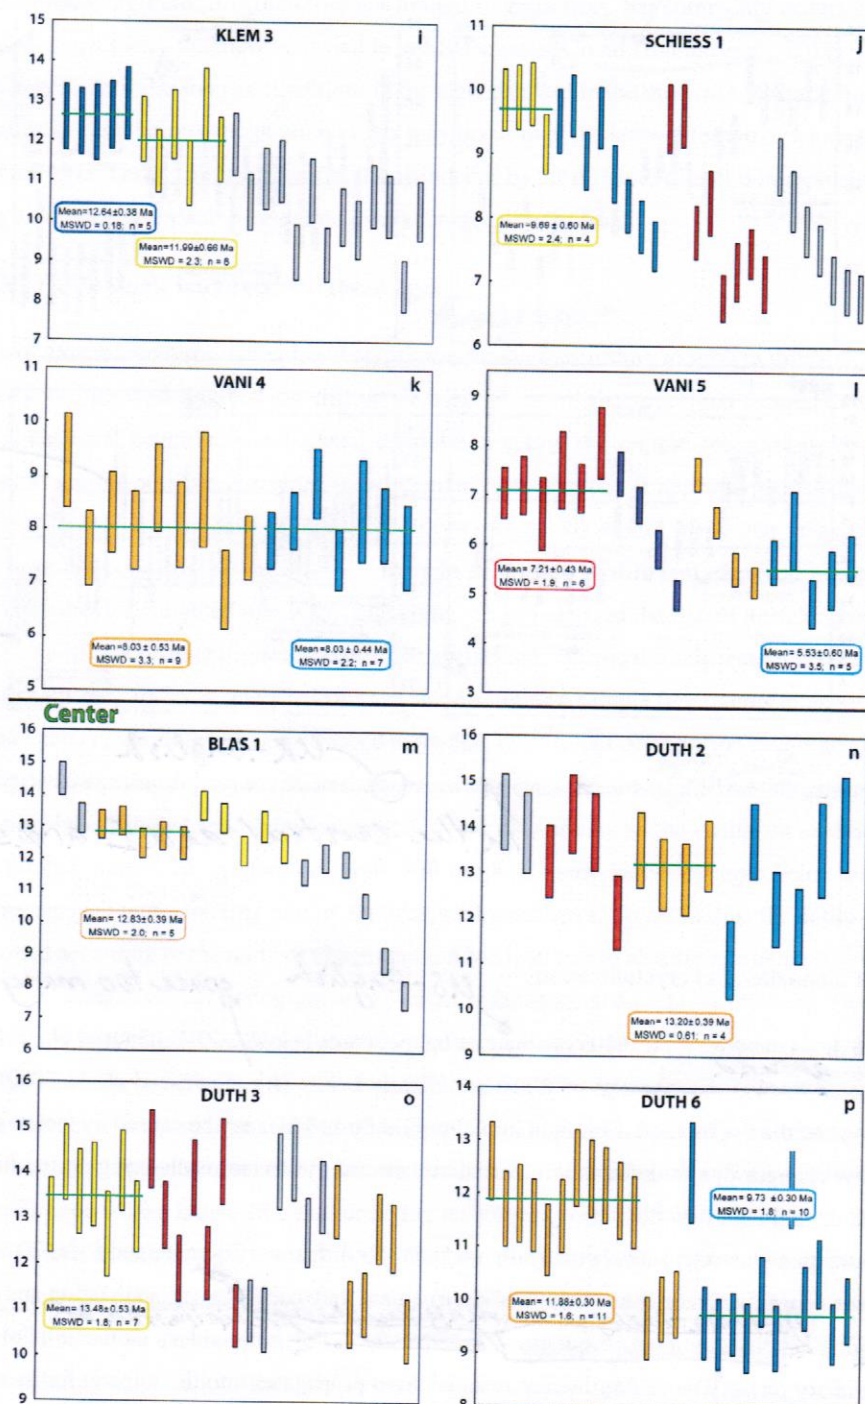 KLEM 3
i
15
14
13
12
11
10
9
8
7
Mean=12.64±0.38 Ma
MSWD = 0.18; n = 5
Mean=11.99±0.66 Ma
MSWD = 2.3; n = 6
SCHIESS 1
j
11
10
9
8
7
6
Mean=9.69 ± 0.60 Ma
MSWD = 2.4; n = 4
VANI 4
k
11
10
9
8
7
6
5
Mean=8.03 ± 0.53 Ma
MSWD = 3.3; n = 9
Mean=8.03 ± 0.44 Ma
MSWD = 2.2; n = 7
VANI 5
l
9
8
7
6
5
4
3
Mean = 7.21±0.43 Ma
MSWD = 1.9; n = 6
Mean = 5.53±0.60 Ma
MSWD = 3.5; n = 5
Center
BLAS 1
m
16
15
14
13
12
11
10
9
8
7
6
Mean = 12.83±0.39 Ma
MSWD = 2.0; n = 5
DUTH 2
n
16
15
14
13
12
11
10
9
Mean = 13.20±0.39 Ma
MSWD = 0.61; n = 4
DUTH 3
o
16
15
14
13
12
11
10
9
Mean = 13.48±0.53 Ma
MSWD = 1.8; n = 7
DUTH 6
p
14
13
12
11
10
9
8
Mean = 9.73 ±0.30 Ma
MSWD = 1.8; n = 10
Mean = 11.88±0.30 Ma
MSWD = 1.6; n = 11